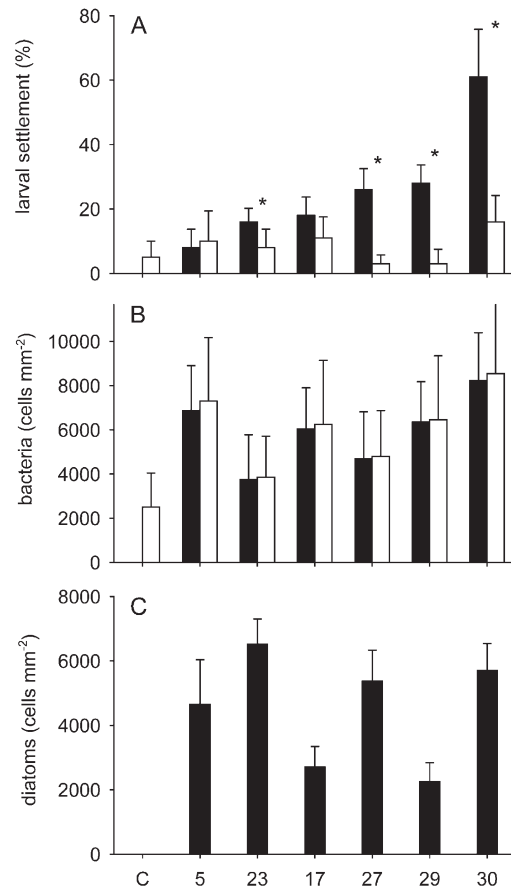 A
larval settlement (%)
80
60
40
20
0
* * * *
B
bacteria (cells mm⁻²)
10000
8000
6000
4000
2000
0
C
diatoms (cells mm⁻²)
8000
6000
4000
2000
0
C 5 23 17 27 29 30